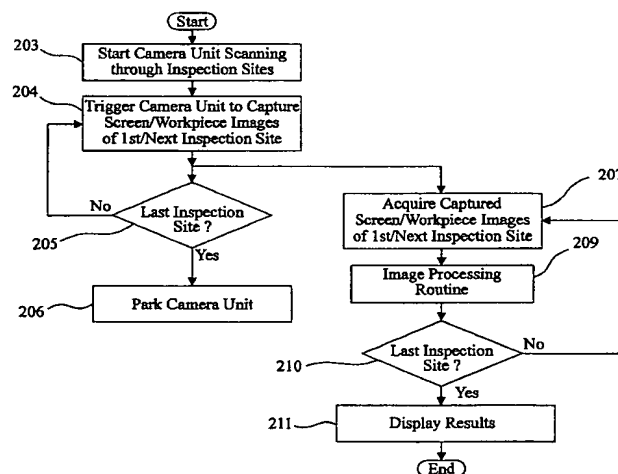 Start
203
Start Camera Unit Scanning
through Inspection Sites
204
Trigger Camera Unit to Capture
Screen/Workpiece Images
of 1st/Next Inspection Site
No
Last Inspection
Site ?
205
Yes
206
Park Camera Unit
207
Acquire Captured
Screen/Workpiece Images
of 1st/Next Inspection Site
209
Image Processing
Routine
No
Last Inspection
Site ?
210
Yes
211
Display Results
End